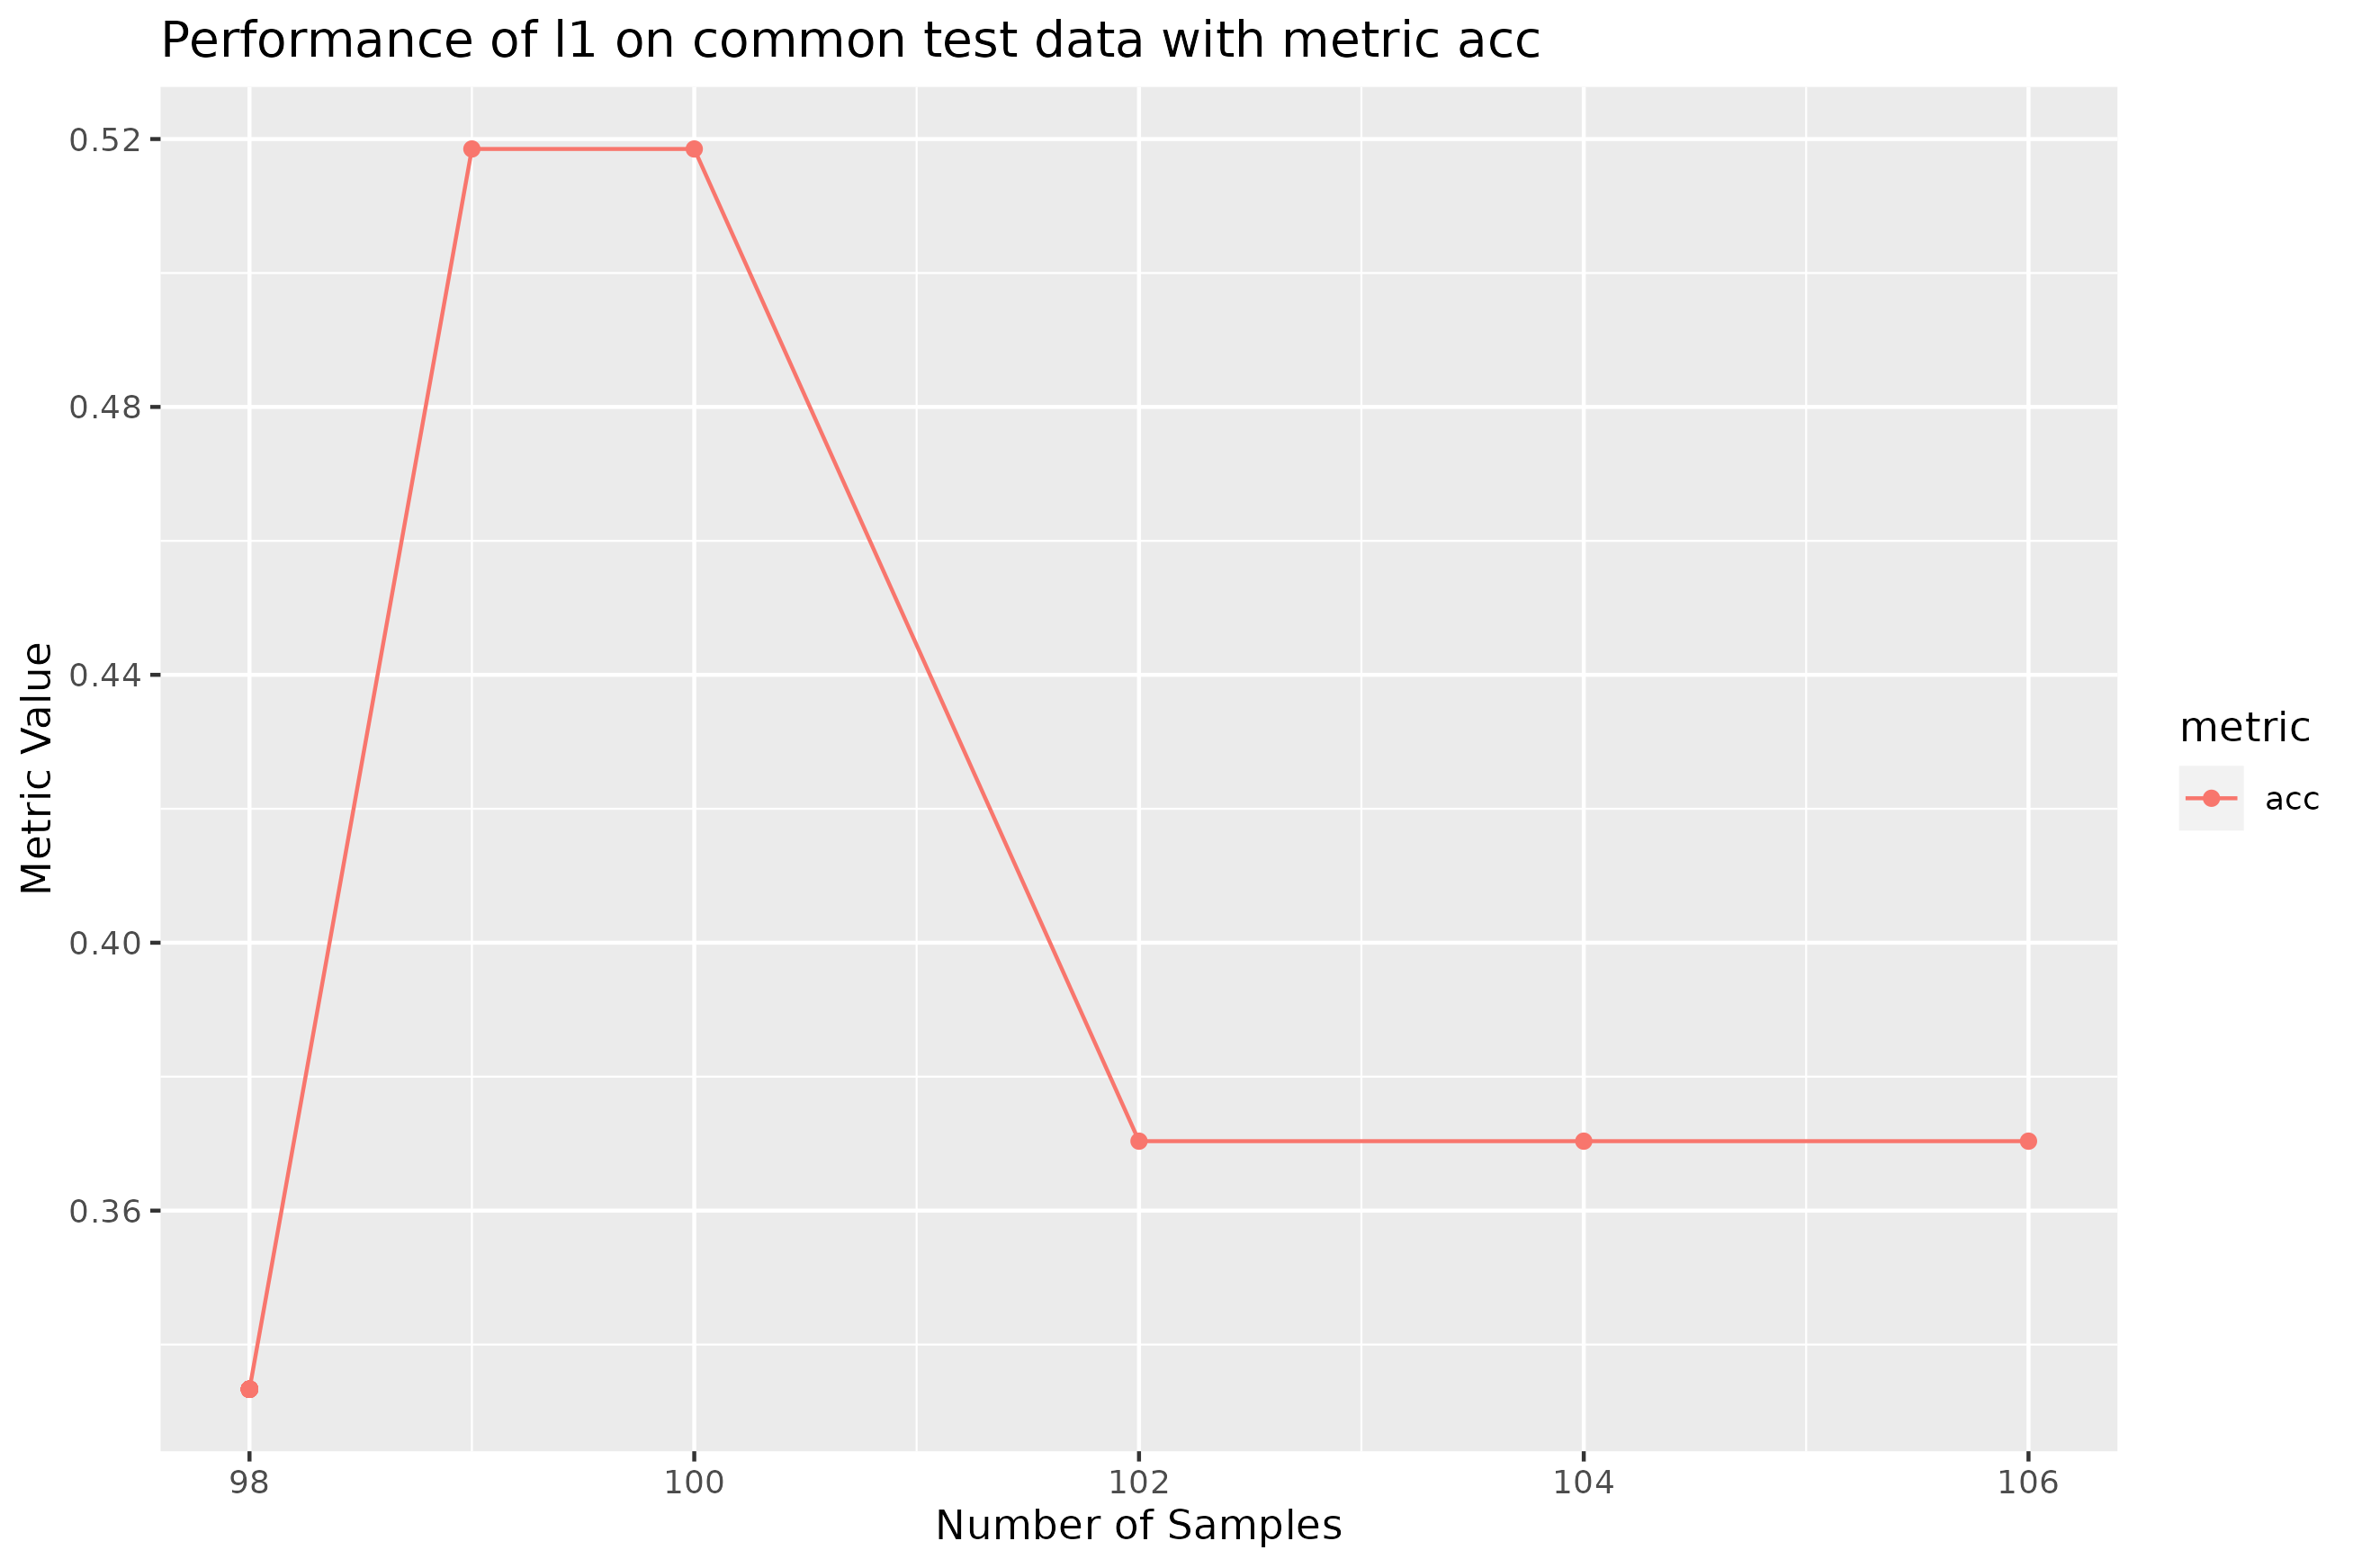 Performance of l1 on common test data with metric acc
0.52
0.48
0.44
0.40
0.36
Metric Value
98 100 102 104 106
Number of Samples
metric
acc